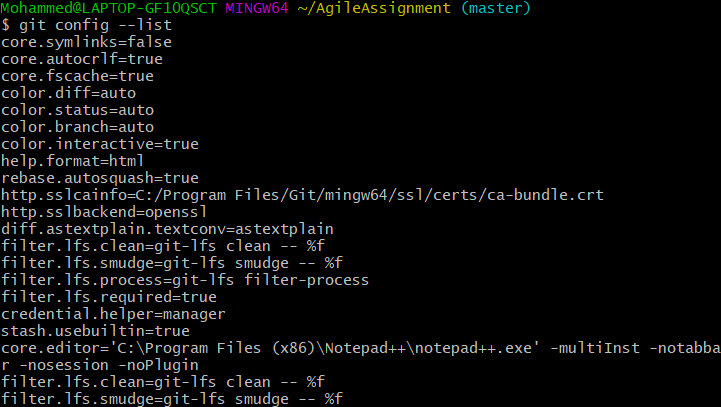 Mohammed@LAPTOP-GF10QSCT MINGW64 ~/AgileAssignment (master)
$ git config --list
core.symlinks=false
core.autocrlf=true
core.fscache=true
color.diff=auto
color.status=auto
color.branch=auto
color.interactive=true
help.format=html
rebase.autosquash=true
http.sslcainfo=C:/Program Files/Git/mingw64/ssl/certs/ca-bundle.crt
http.sslbackend=openssl
diff.astextplain.textconv=astextplain
filter.lfs.clean=git-lfs clean -- %f
filter.lfs.smudge=git-lfs smudge -- %f
filter.lfs.process=git-lfs filter-process
filter.lfs.required=true
credential.helper=manager
stash.usebuiltin=true
core.editor='C:\Program Files (x86)\Notepad++\notepad++.exe' -multiInst -notabba
r -nosession -noPlugin
filter.lfs.clean=git-lfs clean -- %f
filter.lfs.smudge=git-lfs smudge -- %f